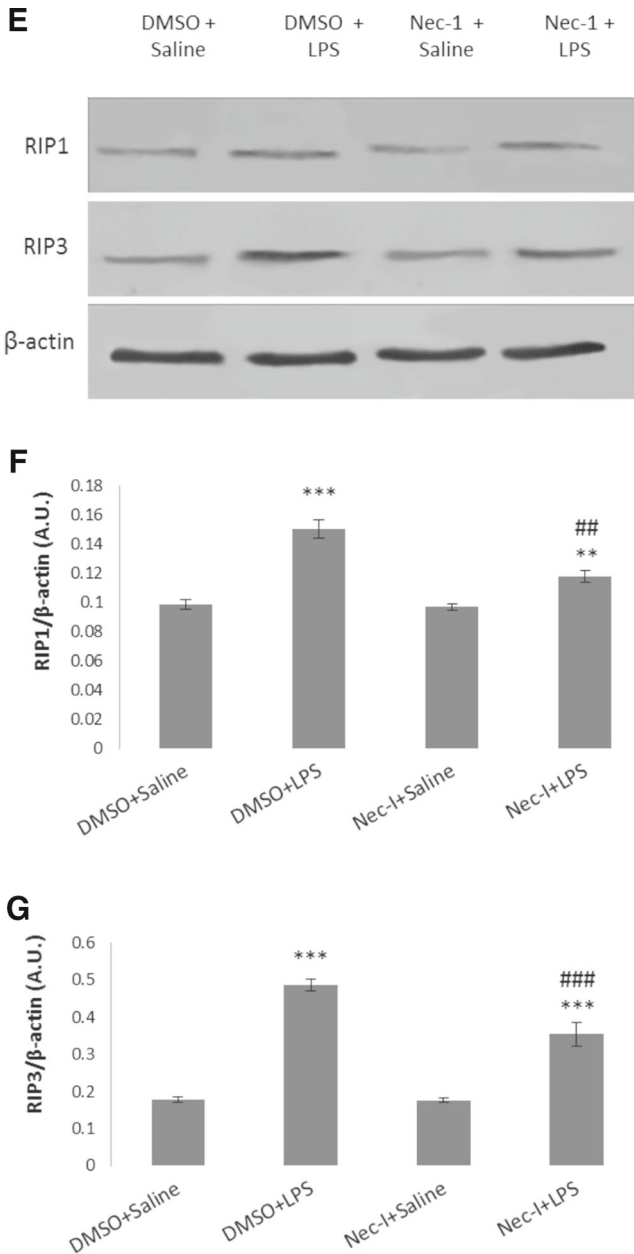 E
DMSO + DMSO + Nec-1 + Nec-1 +
Saline LPS Saline LPS
RIP1
RIP3
β-actin
F
RIP1/β-actin (A.U.)
0.18
0.16
0.14
0.12
0.1
0.08
0.06
0.04
0.02
0
***
##
**
DMSO+Saline
DMSO+LPS
Nec-I+Saline
Nec-I+LPS
G
RIP3/β-actin (A.U.)
0.6
0.5
0.4
0.3
0.2
0.1
0
***
###
***
DMSO+Saline
DMSO+LPS
Nec-I+Saline
Nec-I+LPS